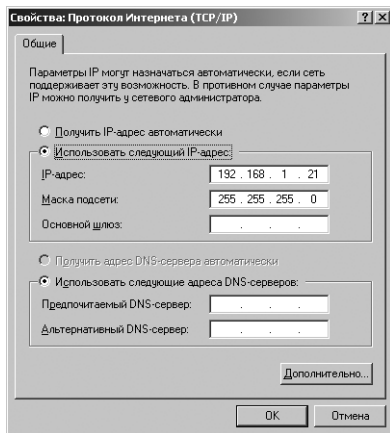 Свойства: Протокол Интернета (TCP/IP)
Общие
Параметры IP могут назначаться автоматически, если сеть
поддерживает эту возможность. В противном случае параметры
IP можно получить у сетевого администратора.
Получить IP-адрес автоматически
Использовать следующий IP-адрес:
IP-адрес: 192 . 168 . 1 . 21
Маска подсети: 255 . 255 . 255 . 0
Основной шлюз: . . .
Получить адрес DNS-сервера автоматически
Использовать следующие адреса DNS-серверов:
Предпочитаемый DNS-сервер: . . .
Альтернативный DNS-сервер: . . .
Дополнительно...
OK Отмена